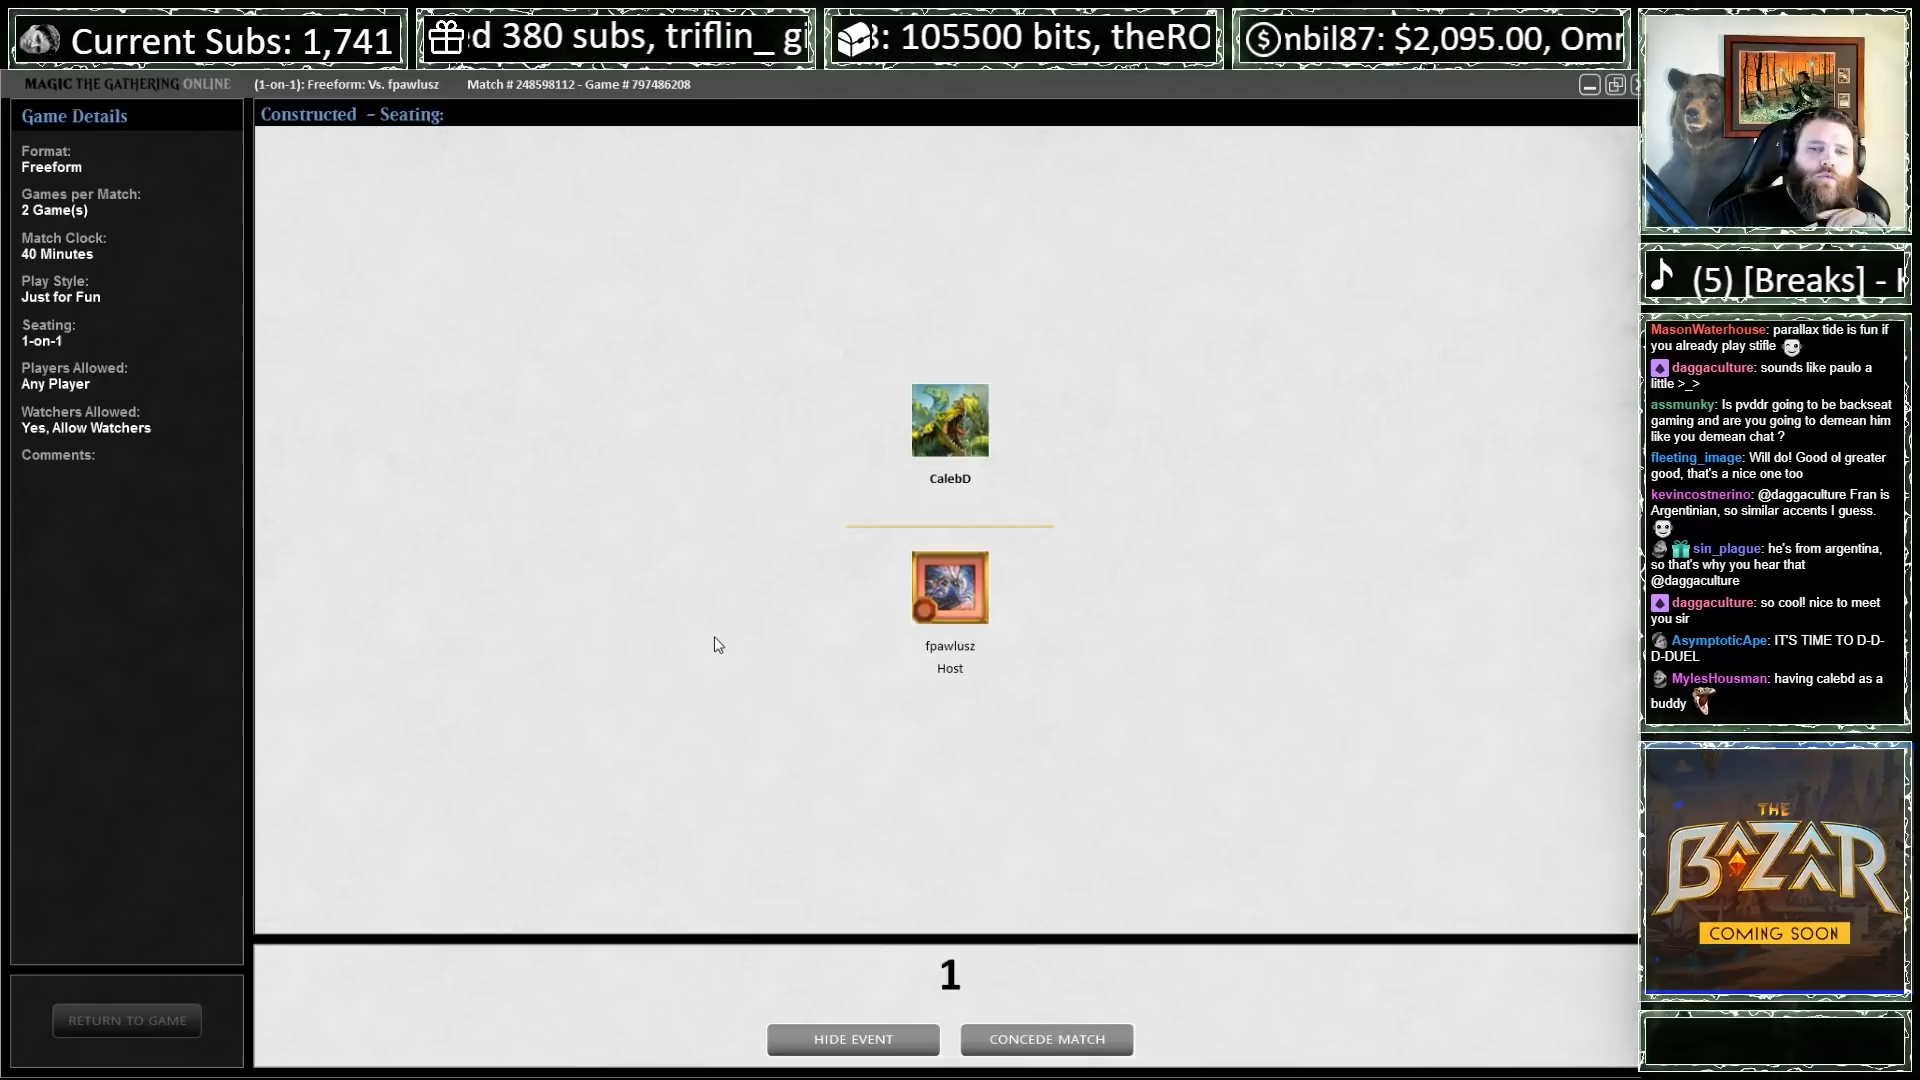 Current Subs: 1,741
d 380 subs, triflin_ gi
: 105500 bits, theRO
nbil87: $2,095.00, Omr
MAGIC THE GATHERING ONLINE
(1-on-1): Freeform: Vs. fpawlusz
Match # 248598112 - Game # 797486208
Game Details
Constructed – Seating:
Format:
Freeform
Games per Match:
2 Game(s)
Match Clock:
40 Minutes
Play Style:
Just for Fun
Seating:
1-on-1
Players Allowed:
Any Player
Watchers Allowed:
Yes, Allow Watchers
Comments:
CalebD
fpawlusz
Host
1
RETURN TO GAME
HIDE EVENT
CONCEDE MATCH
(5) [Breaks] -
MasonWaterhouse: parallax tide is fun if
you already play stifle
daggaculture: sounds like paulo a
little >_>
assmunky: Is pvddr going to be backseat
gaming and are you going to demean him
like you demean chat ?
fleeting_image: Will do! Good ol greater
good, that's a nice one too
kevincostnerino: @daggaculture Fran is
Argentinian, so similar accents I guess.
sin_plague: he's from argentina,
so that's why you hear that
@daggaculture
daggaculture: so cool! nice to meet
you sir
AsymptoticApe: IT'S TIME TO D-D-
D-DUEL
MylesHousman: having calebd as a
buddy
THE
BAZAAR
COMING SOON